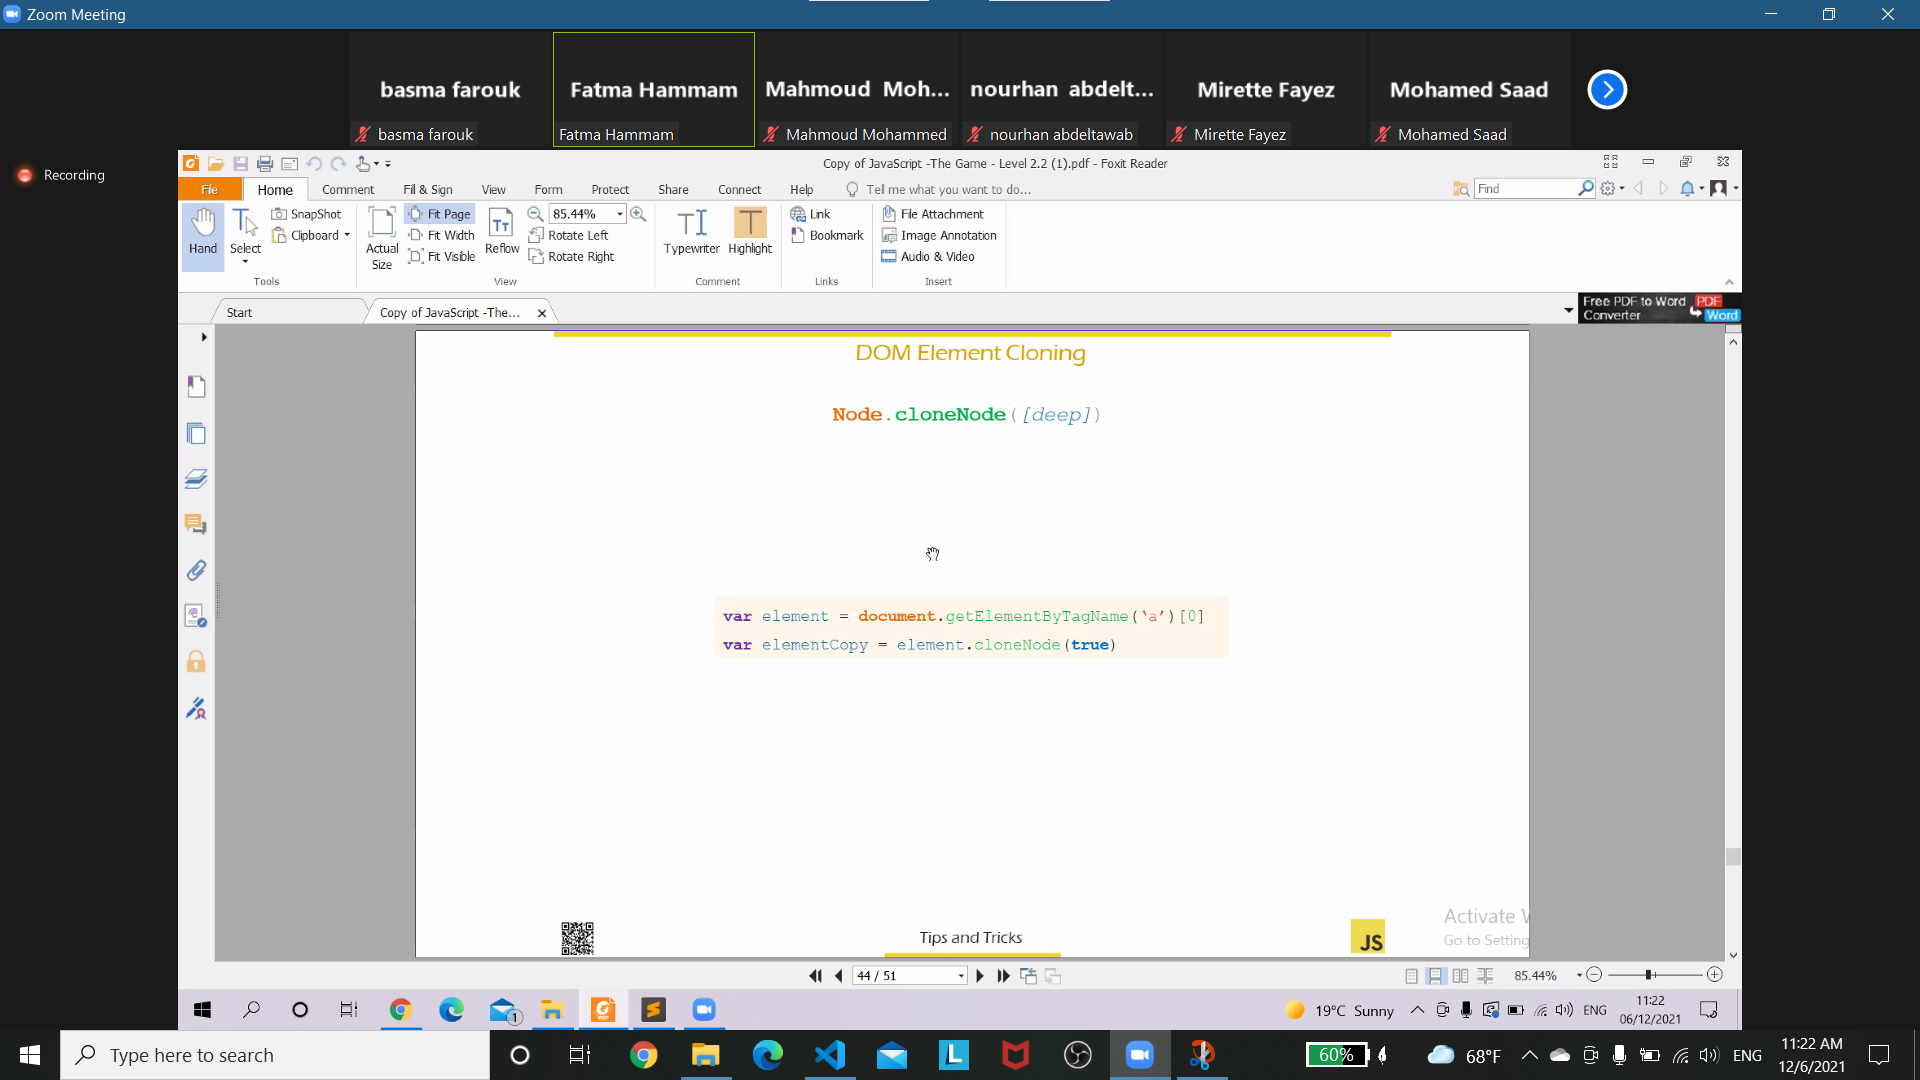 Zoom Meeting
basma farouk
Fatma Hammam
Mahmoud Moh...
nourhan abdelt...
Mirette Fayez
Mohamed Saad
basma farouk
Fatma Hammam
Mahmoud Mohammed
nourhan abdeltawab
Mirette Fayez
Mohamed Saad
Recording
Copy of JavaScript -The Game - Level 2.2 (1).pdf - Foxit Reader
File
Home
Comment
Fill & Sign
View
Form
Protect
Share
Connect
Help
Tell me what you want to do...
Find
Hand
Select
SnapShot
Clipboard
Tools
Actual
Size
Fit Page
Fit Width
Fit Visible
Reflow
85.44%
Rotate Left
Rotate Right
View
Typewriter
Highlight
Comment
Link
Bookmark
Links
File Attachment
Image Annotation
Audio & Video
Insert
Start
Copy of JavaScript -The...
Free PDF to Word
Converter
PDF
Word
DOM Element Cloning
Node.cloneNode([deep])
var element = document.getElementByTagName(‘a’)[0]
var elementCopy = element.cloneNode(true)
Tips and Tricks
JS
Activate
Go to Setting
44 / 51
85.44%
1
19°C Sunny
ENG
11:22
06/12/2021
Type here to search
L
60%
68°F
ENG
11:22 AM
12/6/2021